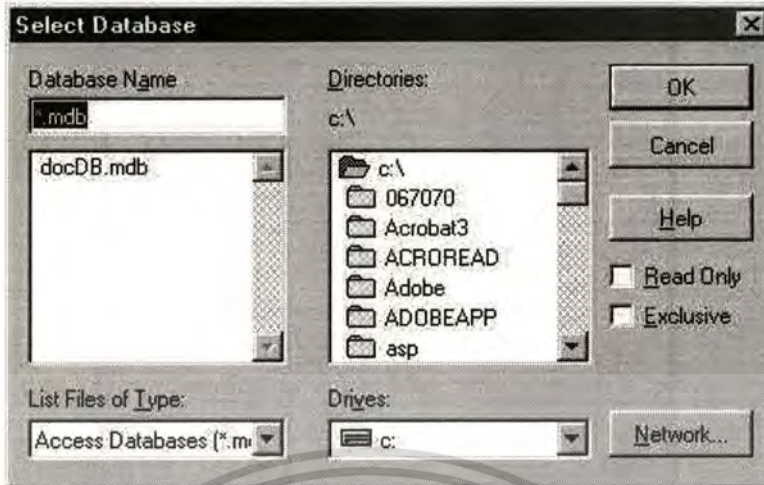 Select Database
Database Name
*.mdb
docDB.mdb
Directories:
c:\
c:\
067070
Acrobat3
ACROREAD
Adobe
ADOBEAPP
asp
OK
Cancel
Help
Read Only
Exclusive
List Files of Type:
Access Databases (*.m
Drives:
c:
Network...